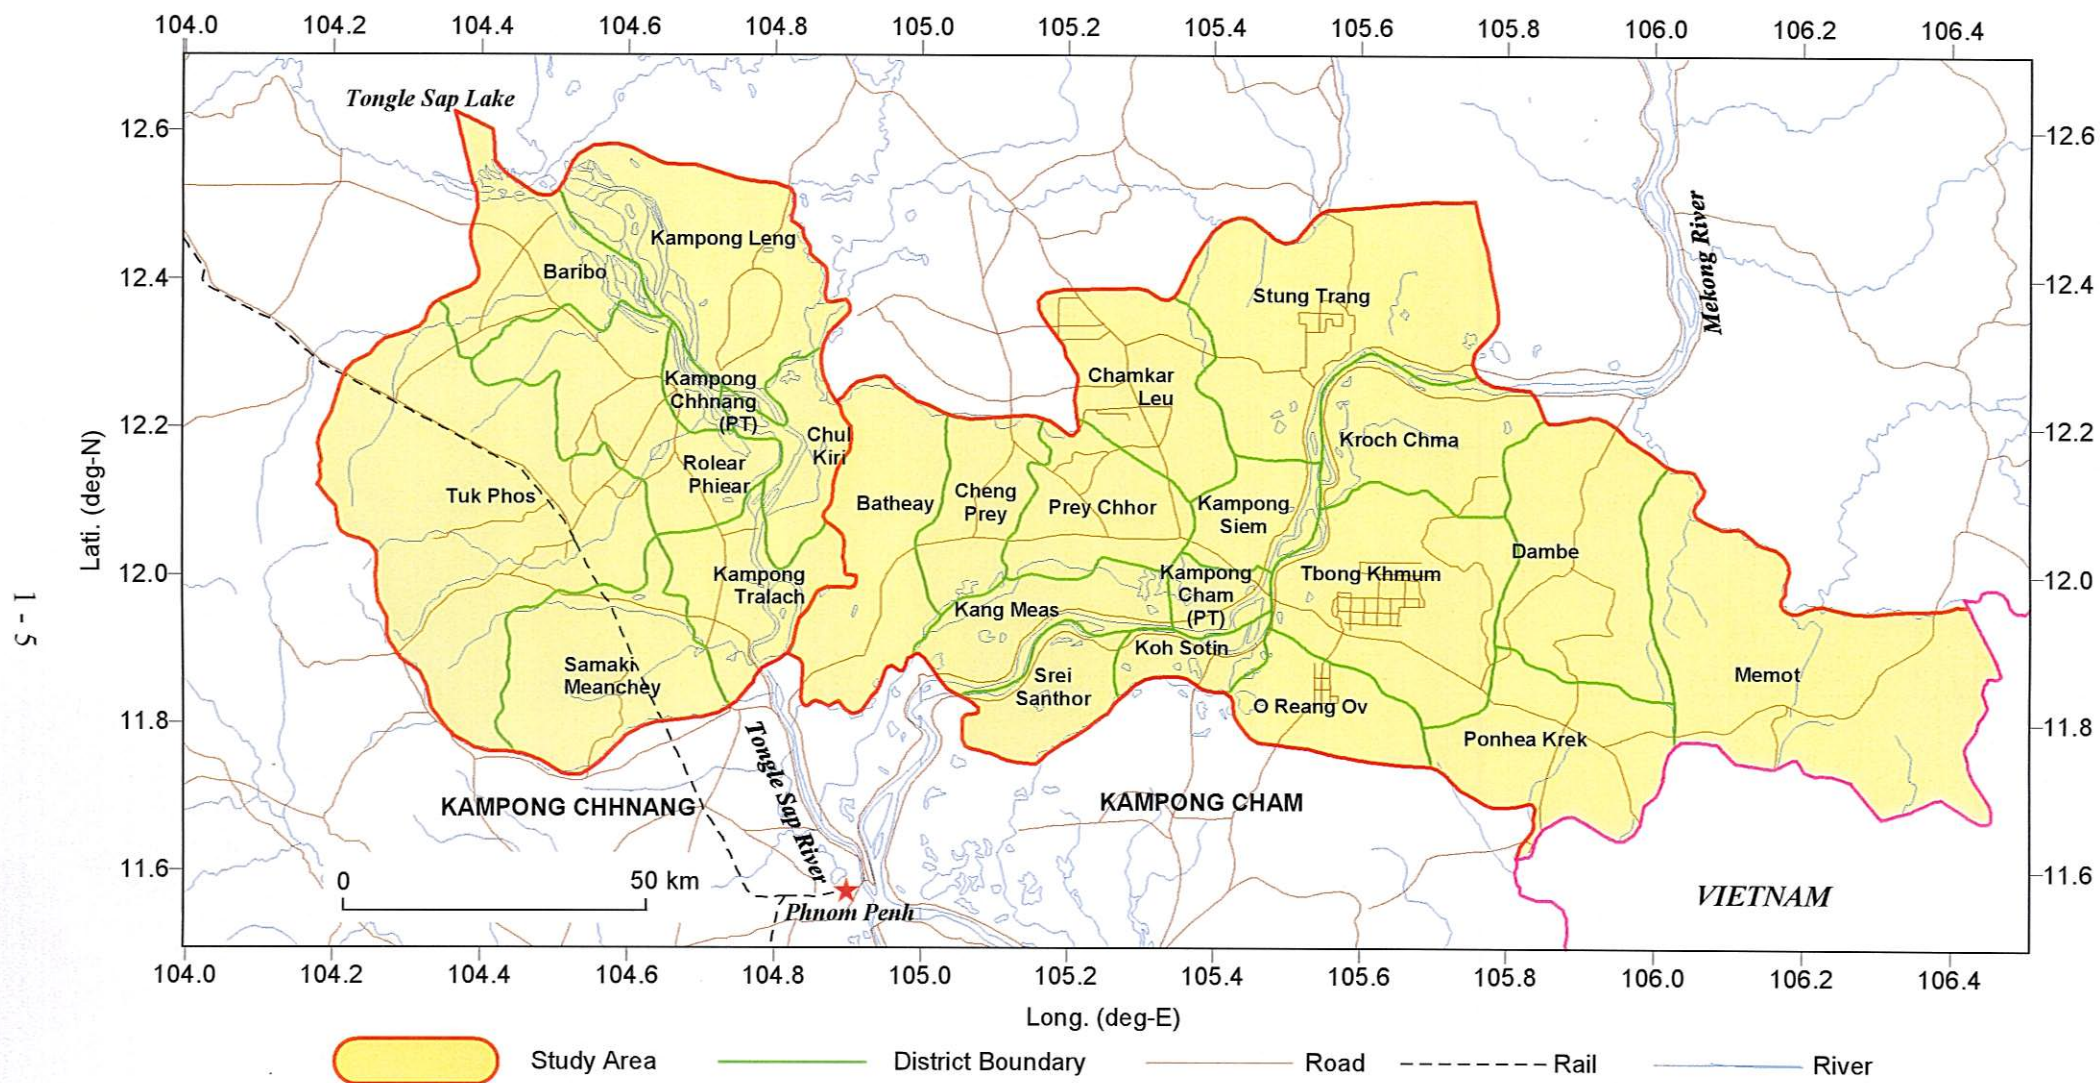 104.0 104.2 104.4 104.6 104.8 105.0 105.2 105.4 105.6 105.8 106.0 106.2 106.4
Tongle Sap Lake
12.6 12.6
Mekong River
Kampong Leng
Baribo
12.4 12.4
Stung Trang
Kampong
Chhnang
(PT)
Chamkar
Leu
12.2 12.2
Chul
Kiri
Kroch Chma
Rolear
Phiear
Tuk Phos
Batheay
Cheng
Prey
Prey Chhor
Kampong
Siem
Dambe
Lati. (deg-N)
12.0 12.0
Kampong
Tralach
Kampong
Cham
(PT)
Tbong Khmum
Kang Meas
1 - 5
Koh Sotin
Samaki
Meanchey
Srei
Santhor
Memot
O Reang Ov
11.8 11.8
Ponhea Krek
Tongle Sap River
KAMPONG CHHNANG
KAMPONG CHAM
11.6 11.6
0 50 km
VIETNAM
Phnom Penh
104.0 104.2 104.4 104.6 104.8 105.0 105.2 105.4 105.6 105.8 106.0 106.2 106.4
Long. (deg-E)
Study Area District Boundary Road Rail River